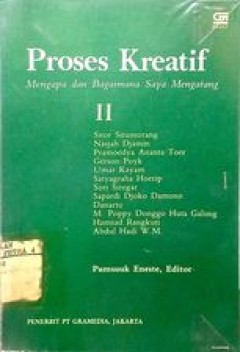 Proses Kreatif
Mengapa dan Bagaimana Saya Mengarang
II
Sitor Situmorang
Nasjah Djamin
Pramoedya Ananta Toer
Gerson Poyk
Umar Kayam
Satyagraha Hoerip
Sori Siregar
Sapardi Djoko Damono
Danarto
M. Poppy Donggo Huta Galung
Hamsad Rangkuti
Abdul Hadi W.M.
Pamusuk Eneste, Editor
PENERBIT PT GRAMEDIA, JAKARTA